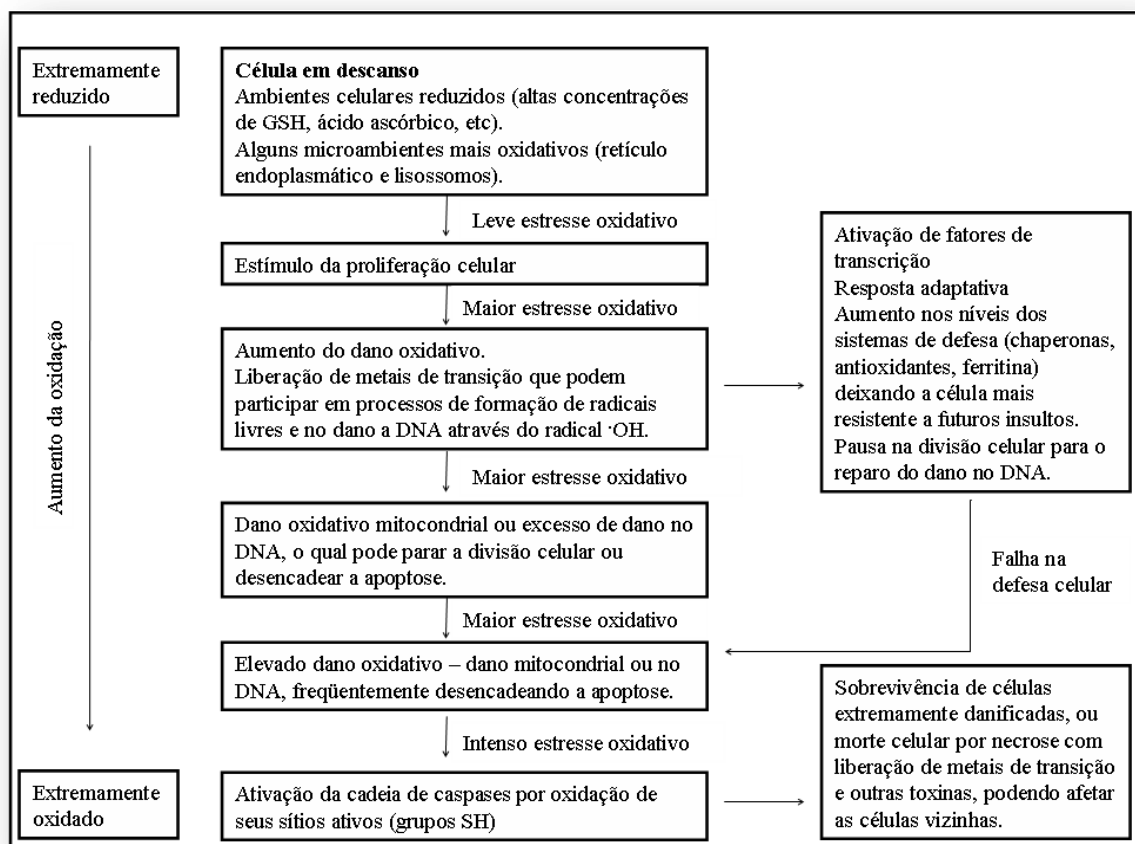 Extremamente
reduzido
Célula em descanso
Ambientes celulares reduzidos (altas concentrações
de GSH, ácido ascórbico, etc).
Alguns microambientes mais oxidativos (retículo
endoplasmático e lisossomos).
Leve estresse oxidativo
Estímulo da proliferação celular
Maior estresse oxidativo
Aumento do dano oxidativo.
Liberação de metais de transição que podem
participar em processos de formação de radicais
livres e no dano a DNA através do radical ·OH.
Ativação de fatores de
transcrição
Resposta adaptativa
Aumento nos níveis dos
sistemas de defesa (chaperonas,
antioxidantes, ferritina)
deixando a célula mais
resistente a futuros insultos.
Pausa na divisão celular para o
reparo do dano no DNA.
Aumento da oxidação
Maior estresse oxidativo
Dano oxidativo mitocondrial ou excesso de dano no
DNA, o qual pode parar a divisão celular ou
desencadear a apoptose.
Falha na
defesa celular
Maior estresse oxidativo
Elevado dano oxidativo – dano mitocondrial ou no
DNA, freqüentemente desencadeando a apoptose.
Intenso estresse oxidativo
Extremamente
oxidado
Ativação da cadeia de caspases por oxidação de
seus sítios ativos (grupos SH)
Sobrevivência de células
extremamente danificadas, ou
morte celular por necrose com
liberação de metais de transição
e outras toxinas, podendo afetar
as células vizinhas.